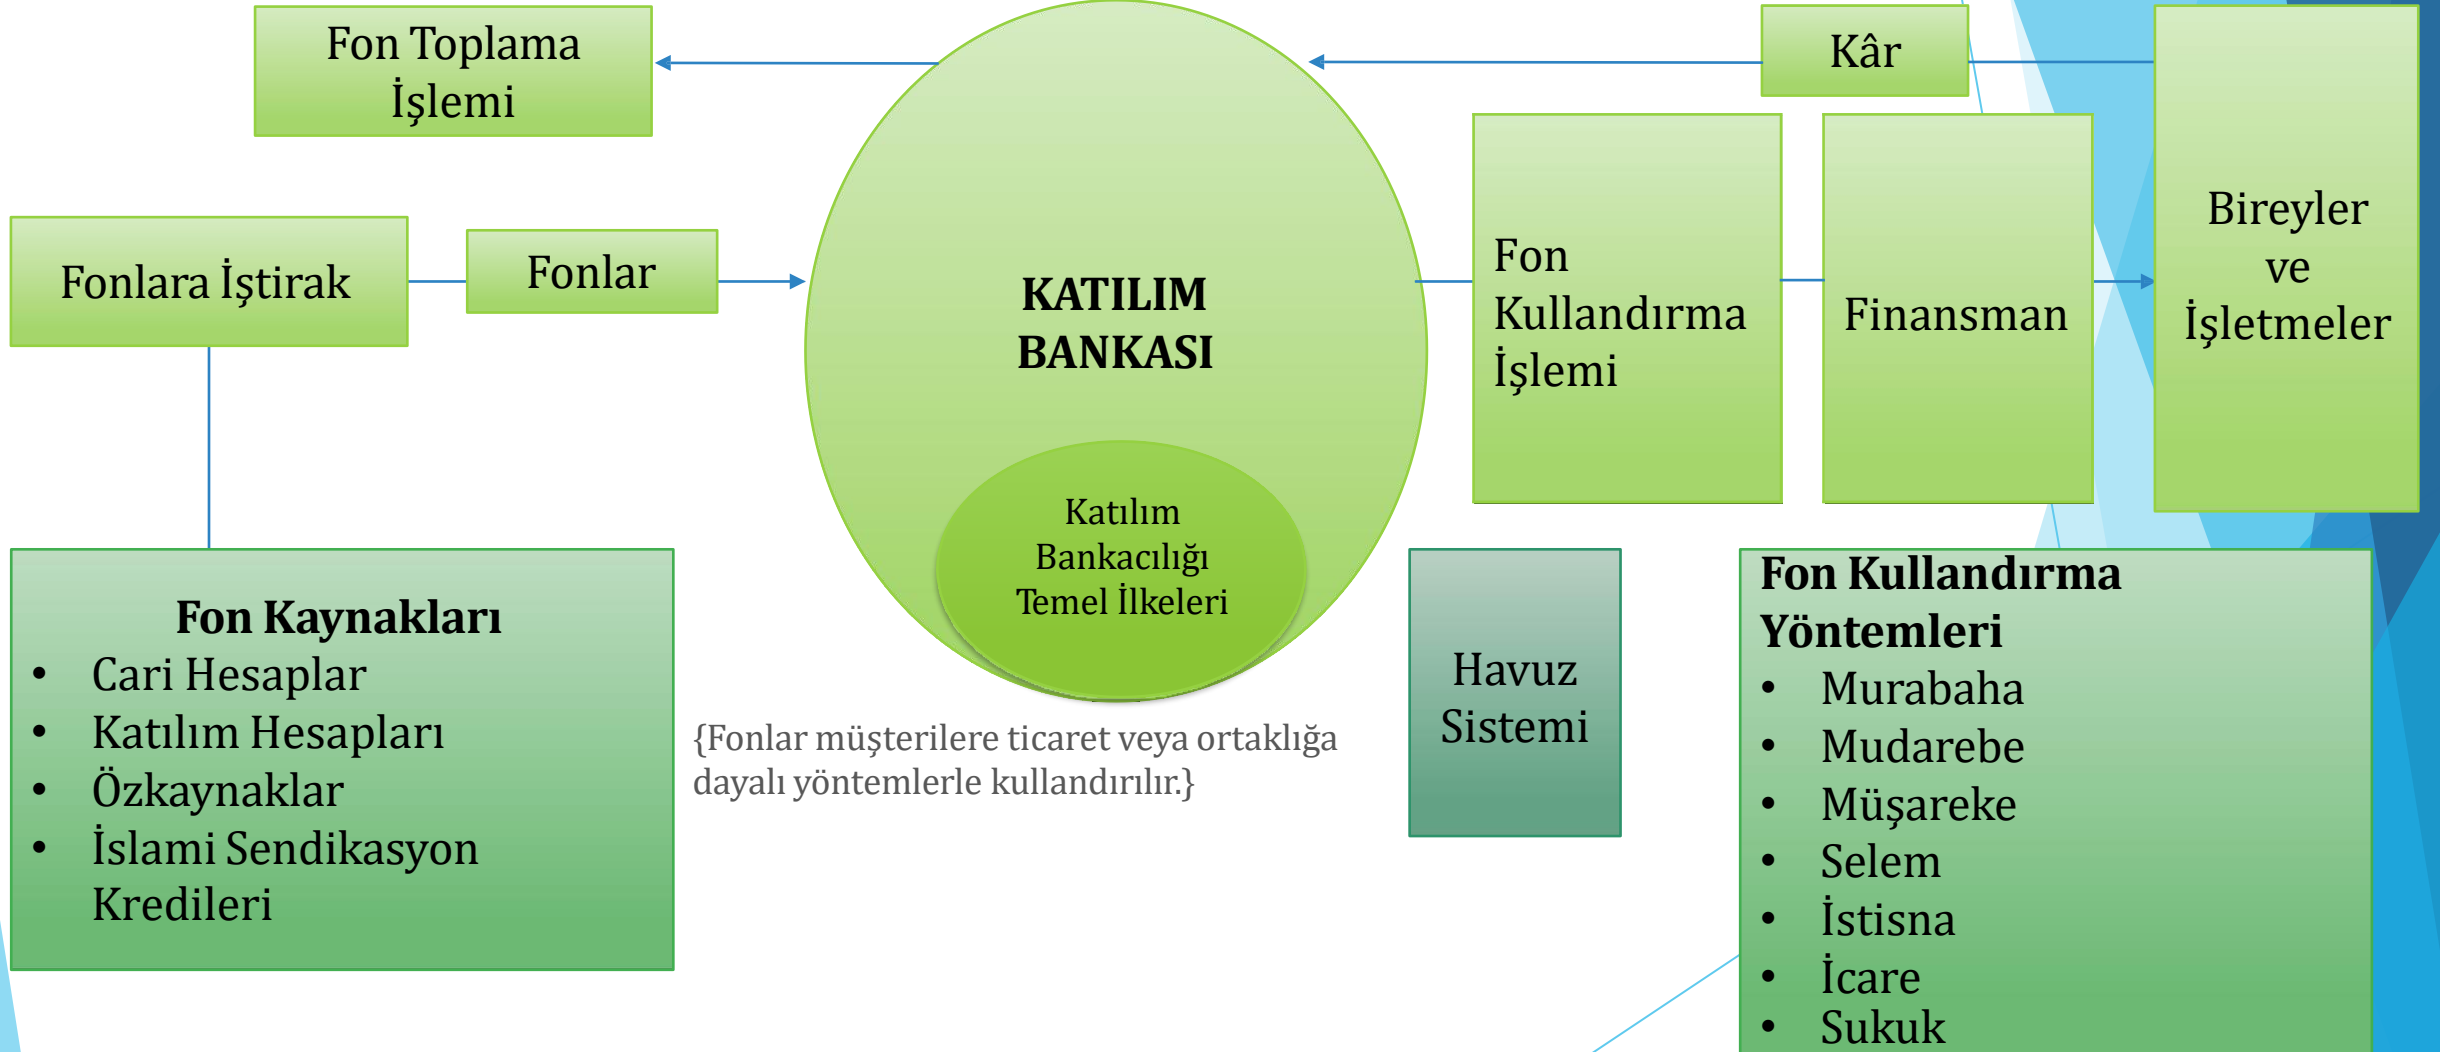 Fon Toplama
İşlemi
Kâr
Fonlara İştirak
Fonlar
KATILIM
BANKASI
Fon
Kullandırma
İşlemi
Finansman
Bireyler
ve
İşletmeler
Katılım
Bankacılığı
Temel İlkeleri
Fon Kaynakları
• Cari Hesaplar
• Katılım Hesapları
• Özkaynaklar
• İslami Sendikasyon
Kredileri
{Fonlar müşterilere ticaret veya ortaklığa
dayalı yöntemlerle kullandırılır.}
Havuz
Sistemi
Fon Kullandırma
Yöntemleri
• Murabaha
• Mudarebe
• Müşareke
• Selem
• İstisna
• İcare
• Sukuk